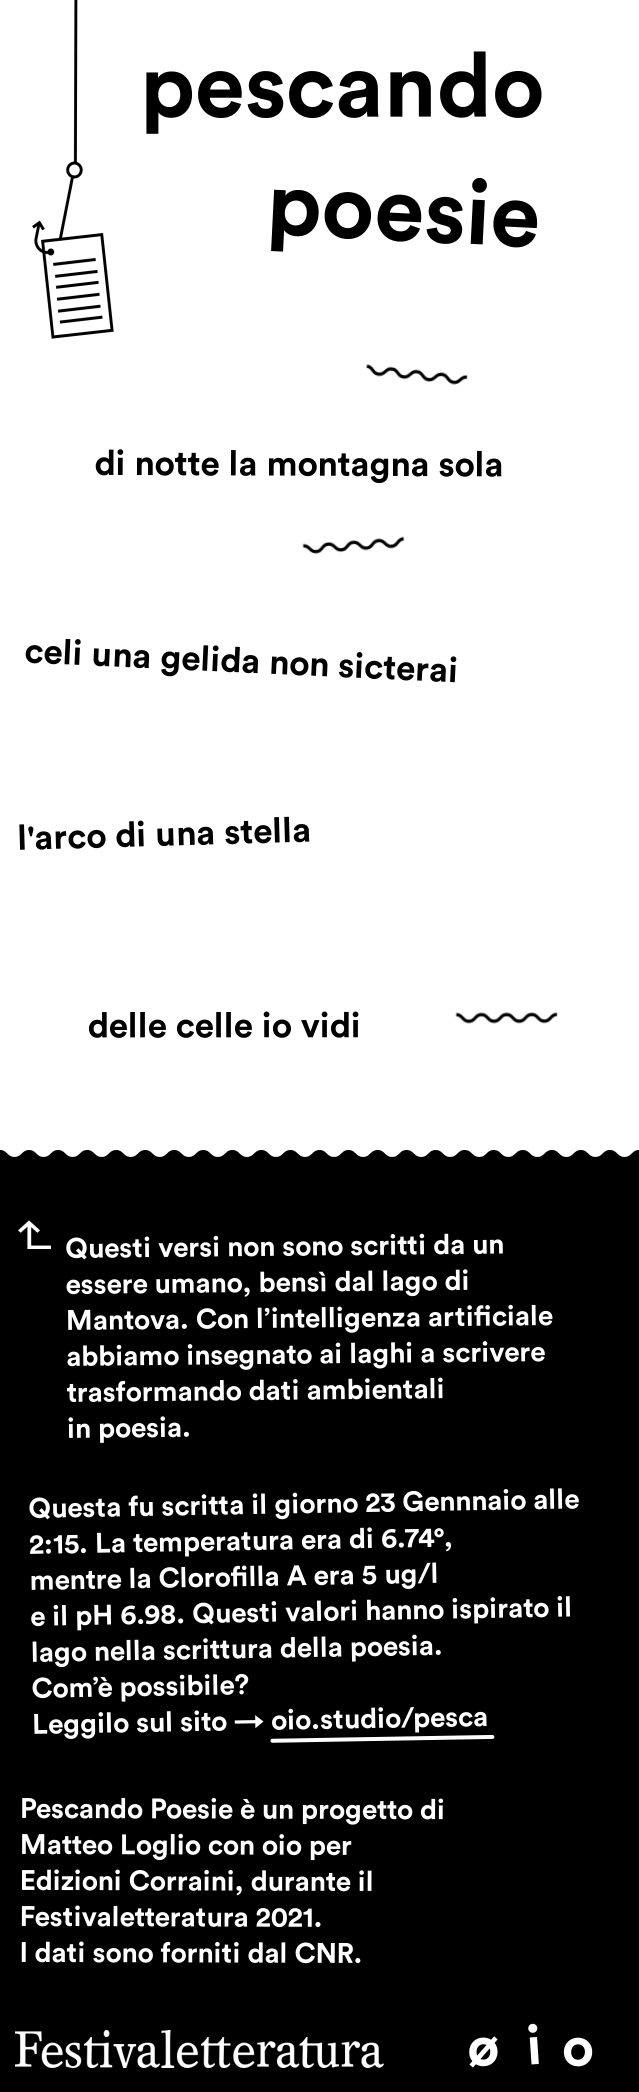 pescando
poesie
di notte la montagna sola
celi una gelida non sicterai
l'arco di una stella
delle celle io vidi
Questi versi non sono scritti da un
essere umano, bensì dal lago di
Mantova. Con l’intelligenza artificiale
abbiamo insegnato ai laghi a scrivere
trasformando dati ambientali
in poesia.
Questa fu scritta il giorno 23 Gennnaio alle
2:15. La temperatura era di 6.74°,
mentre la Clorofilla A era 5 ug/l
e il pH 6.98. Questi valori hanno ispirato il
lago nella scrittura della poesia.
Com’è possibile?
Leggilo sul sito → oio.studio/pesca
Pescando Poesie è un progetto di
Matteo Loglio con oio per
Edizioni Corraini, durante il
Festivaletteratura 2021.
I dati sono forniti dal CNR.
Festivaletteratura ø i o